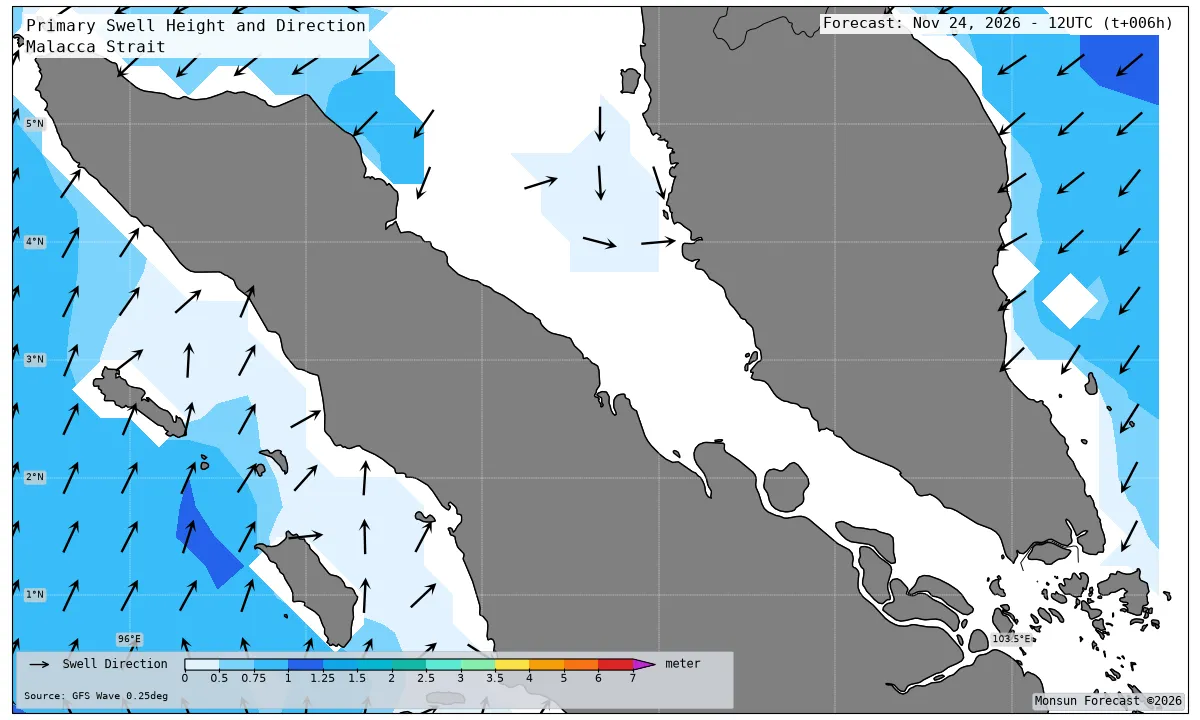 Primary Swell Height and Direction
Malacca Strait
Forecast: Nov 24, 2026 - 12UTC (t+006h)
5°N
4°N
3°N
2°N
1°N
96°E
103.5°E
Swell Direction
meter
0 0.5 0.75 1 1.25 1.5 2 2.5 3 3.5 4 5 6 7
Source: GFS Wave 0.25deg
Monsun Forecast ©2026